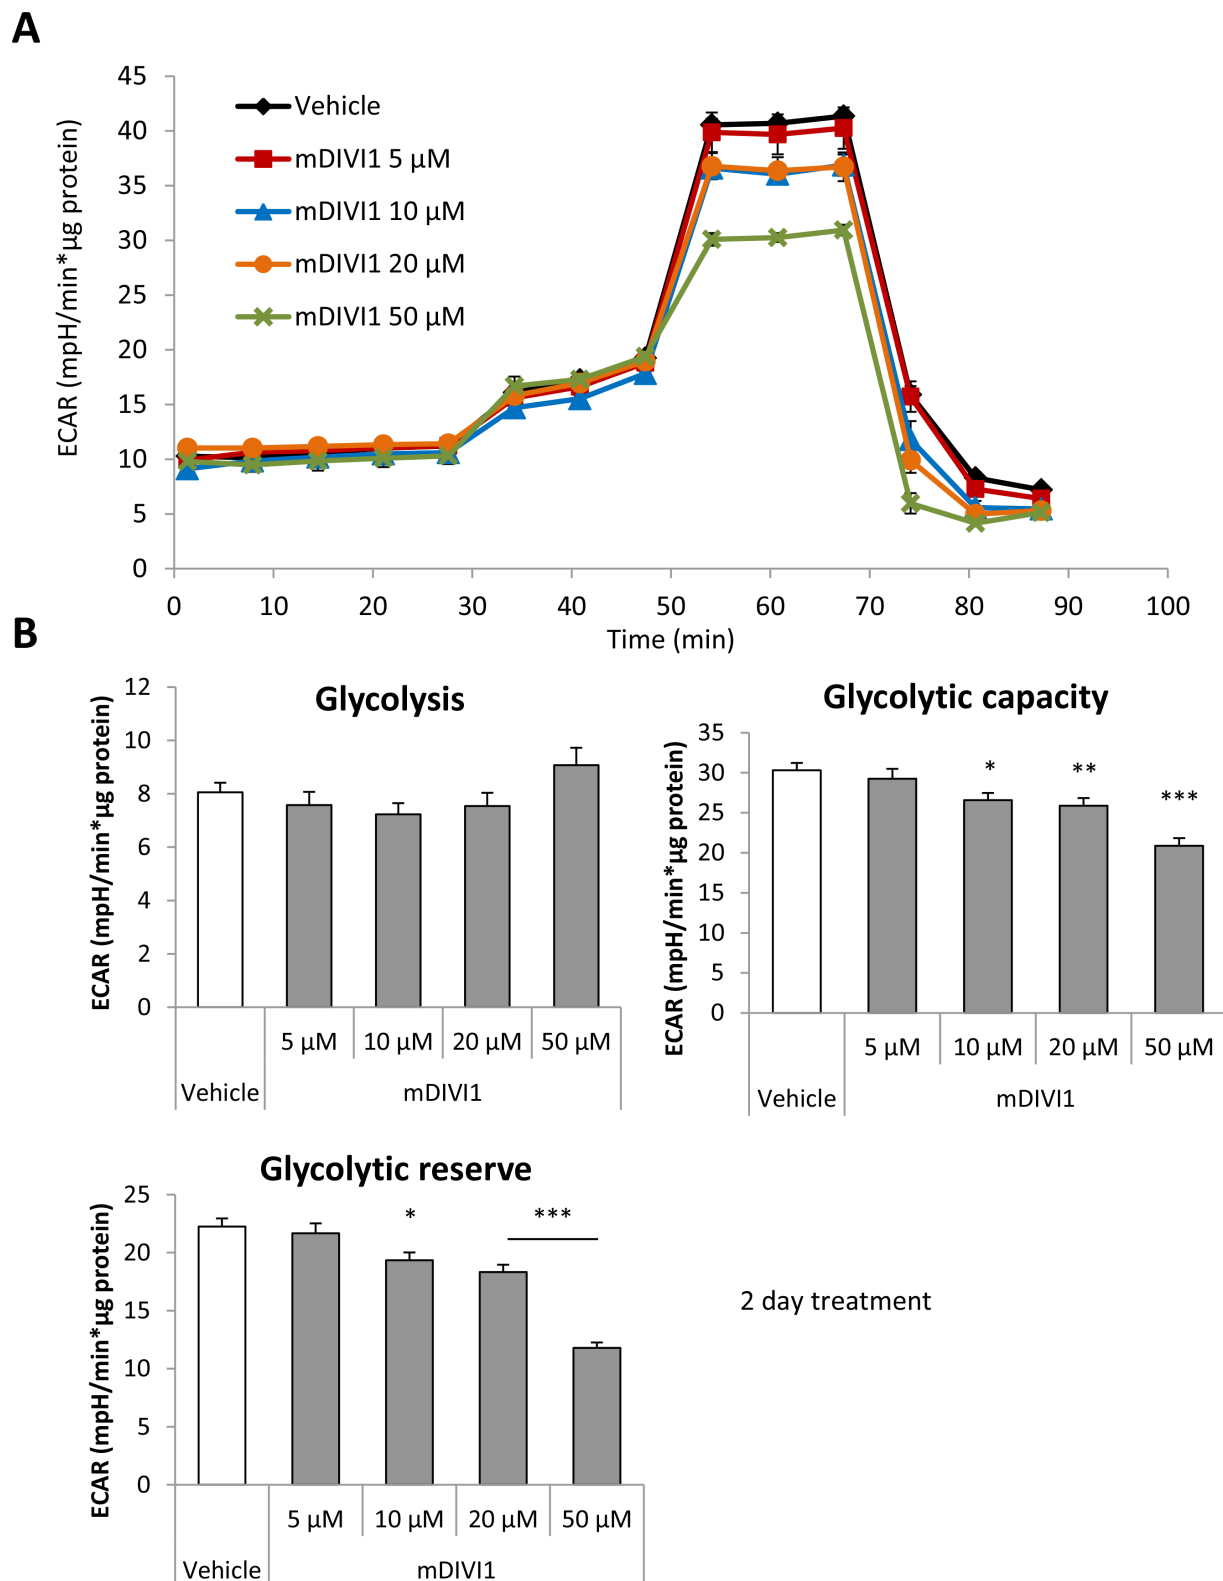 A
ECAR (mpH/min*µg protein)
45
40
35
30
25
20
15
10
5
0
Vehicle
mDIVI1 5 µM
mDIVI1 10 µM
mDIVI1 20 µM
mDIVI1 50 µM
0 10 20 30 40 50 60 70 80 90 100
Time (min)
B
Glycolysis
ECAR (mpH/min*µg protein)
12
10
8
6
4
2
0
5 µM 10 µM 20 µM 50 µM
Vehicle mDIVI1
Glycolytic capacity
ECAR (mpH/min*µg protein)
35
30
25
20
15
10
5
0
* ** ***
5 µM 10 µM 20 µM 50 µM
Vehicle mDIVI1
Glycolytic reserve
ECAR (mpH/min*µg protein)
25
20
15
10
5
0
* ***
5 µM 10 µM 20 µM 50 µM
Vehicle mDIVI1
2 day treatment